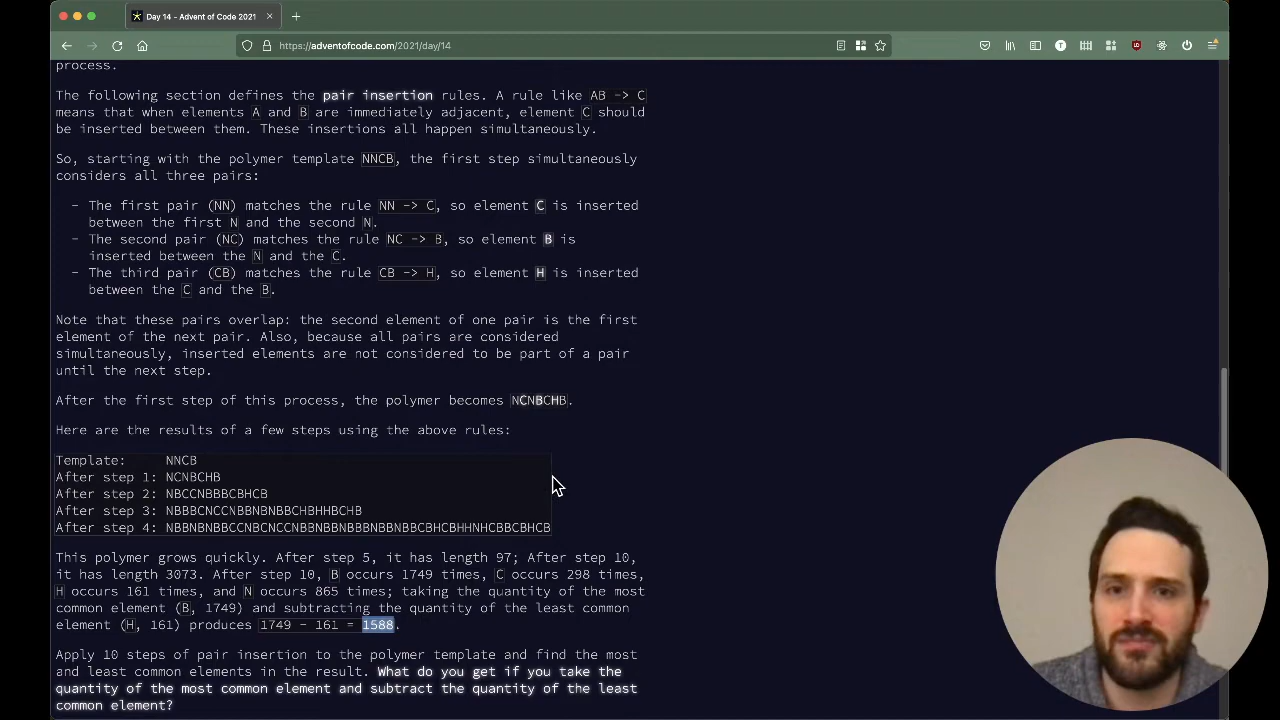 Day 14 - Advent of Code 2021
https://adventofcode.com/2021/day/14
process.
The following section defines the pair insertion rules. A rule like AB -> C
means that when elements A and B are immediately adjacent, element C should
be inserted between them. These insertions all happen simultaneously.
So, starting with the polymer template NNCB, the first step simultaneously
considers all three pairs:
- The first pair (NN) matches the rule NN -> C, so element C is inserted
between the first N and the second N.
- The second pair (NC) matches the rule NC -> B, so element B is
inserted between the N and the C.
- The third pair (CB) matches the rule CB -> H, so element H is inserted
between the C and the B.
Note that these pairs overlap: the second element of one pair is the first
element of the next pair. Also, because all pairs are considered
simultaneously, inserted elements are not considered to be part of a pair
until the next step.
After the first step of this process, the polymer becomes NCNBCHB.
Here are the results of a few steps using the above rules:
Template: NNCB
After step 1: NCNBCHB
After step 2: NBCCNBBBCBHCB
After step 3: NBBBCNCCNBBNBNBBCHBHHBCHB
After step 4: NBBNBNBBCCNBCNCCNBBNBBNBBBNBBNBBCBHCBHHNHCBBCBHCB
This polymer grows quickly. After step 5, it has length 97; After step 10,
it has length 3073. After step 10, B occurs 1749 times, C occurs 298 times,
H occurs 161 times, and N occurs 865 times; taking the quantity of the most
common element (B, 1749) and subtracting the quantity of the least common
element (H, 161) produces 1749 - 161 = 1588.
Apply 10 steps of pair insertion to the polymer template and find the most
and least common elements in the result. What do you get if you take the
quantity of the most common element and subtract the quantity of the least
common element?